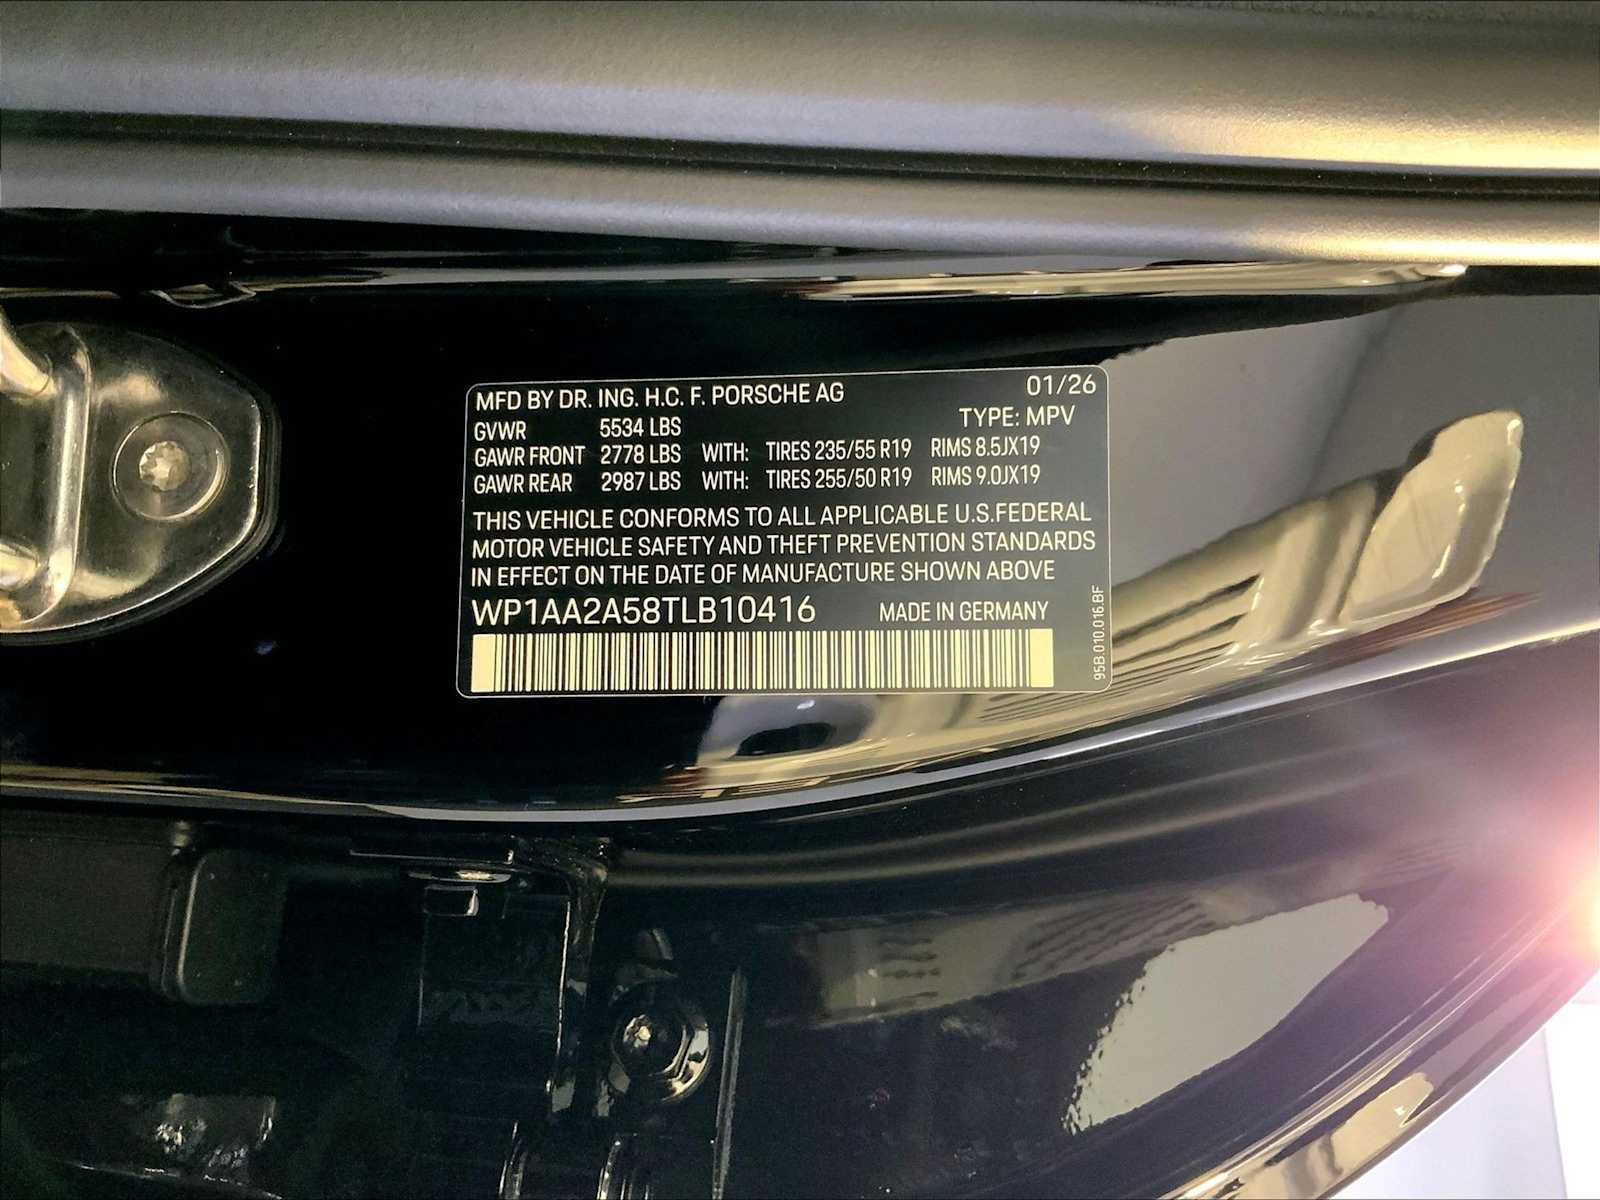 MFD BY DR. ING. H.C. F. PORSCHE AG 01/26
GVWR 5534 LBS TYPE: MPV
GAWR FRONT 2778 LBS WITH: TIRES 235/55 R19 RIMS 8.5JX19
GAWR REAR 2987 LBS WITH: TIRES 255/50 R19 RIMS 9.0JX19
THIS VEHICLE CONFORMS TO ALL APPLICABLE U.S.FEDERAL
MOTOR VEHICLE SAFETY AND THEFT PREVENTION STANDARDS
IN EFFECT ON THE DATE OF MANUFACTURE SHOWN ABOVE
WP1AA2A58TLB10416 MADE IN GERMANY
95B.010.016.BF